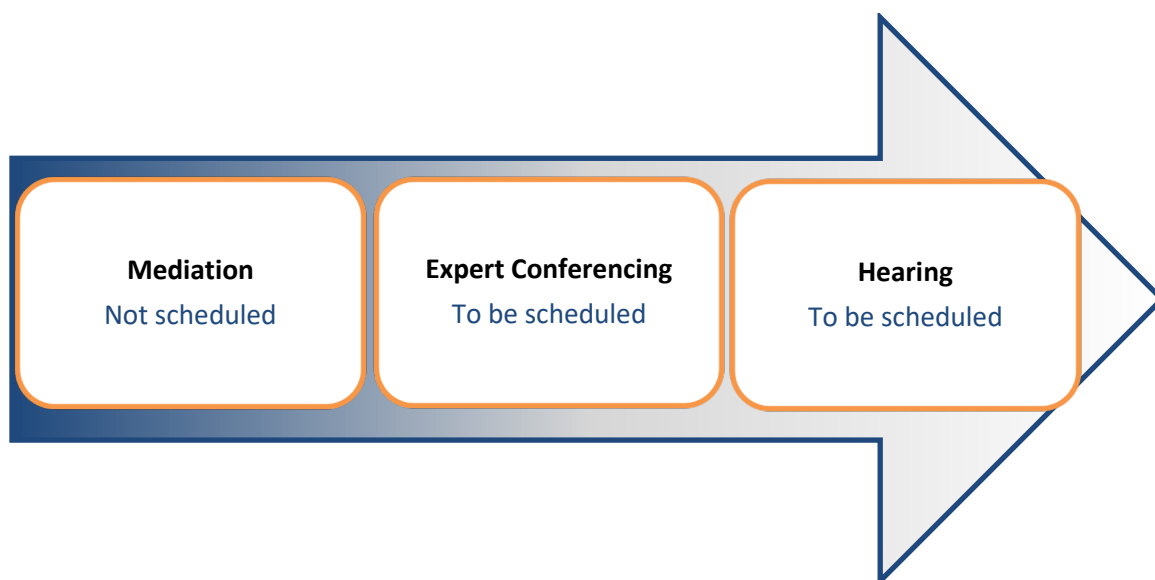 Mediation
Not scheduled
Expert Conferencing
To be scheduled
Hearing
To be scheduled